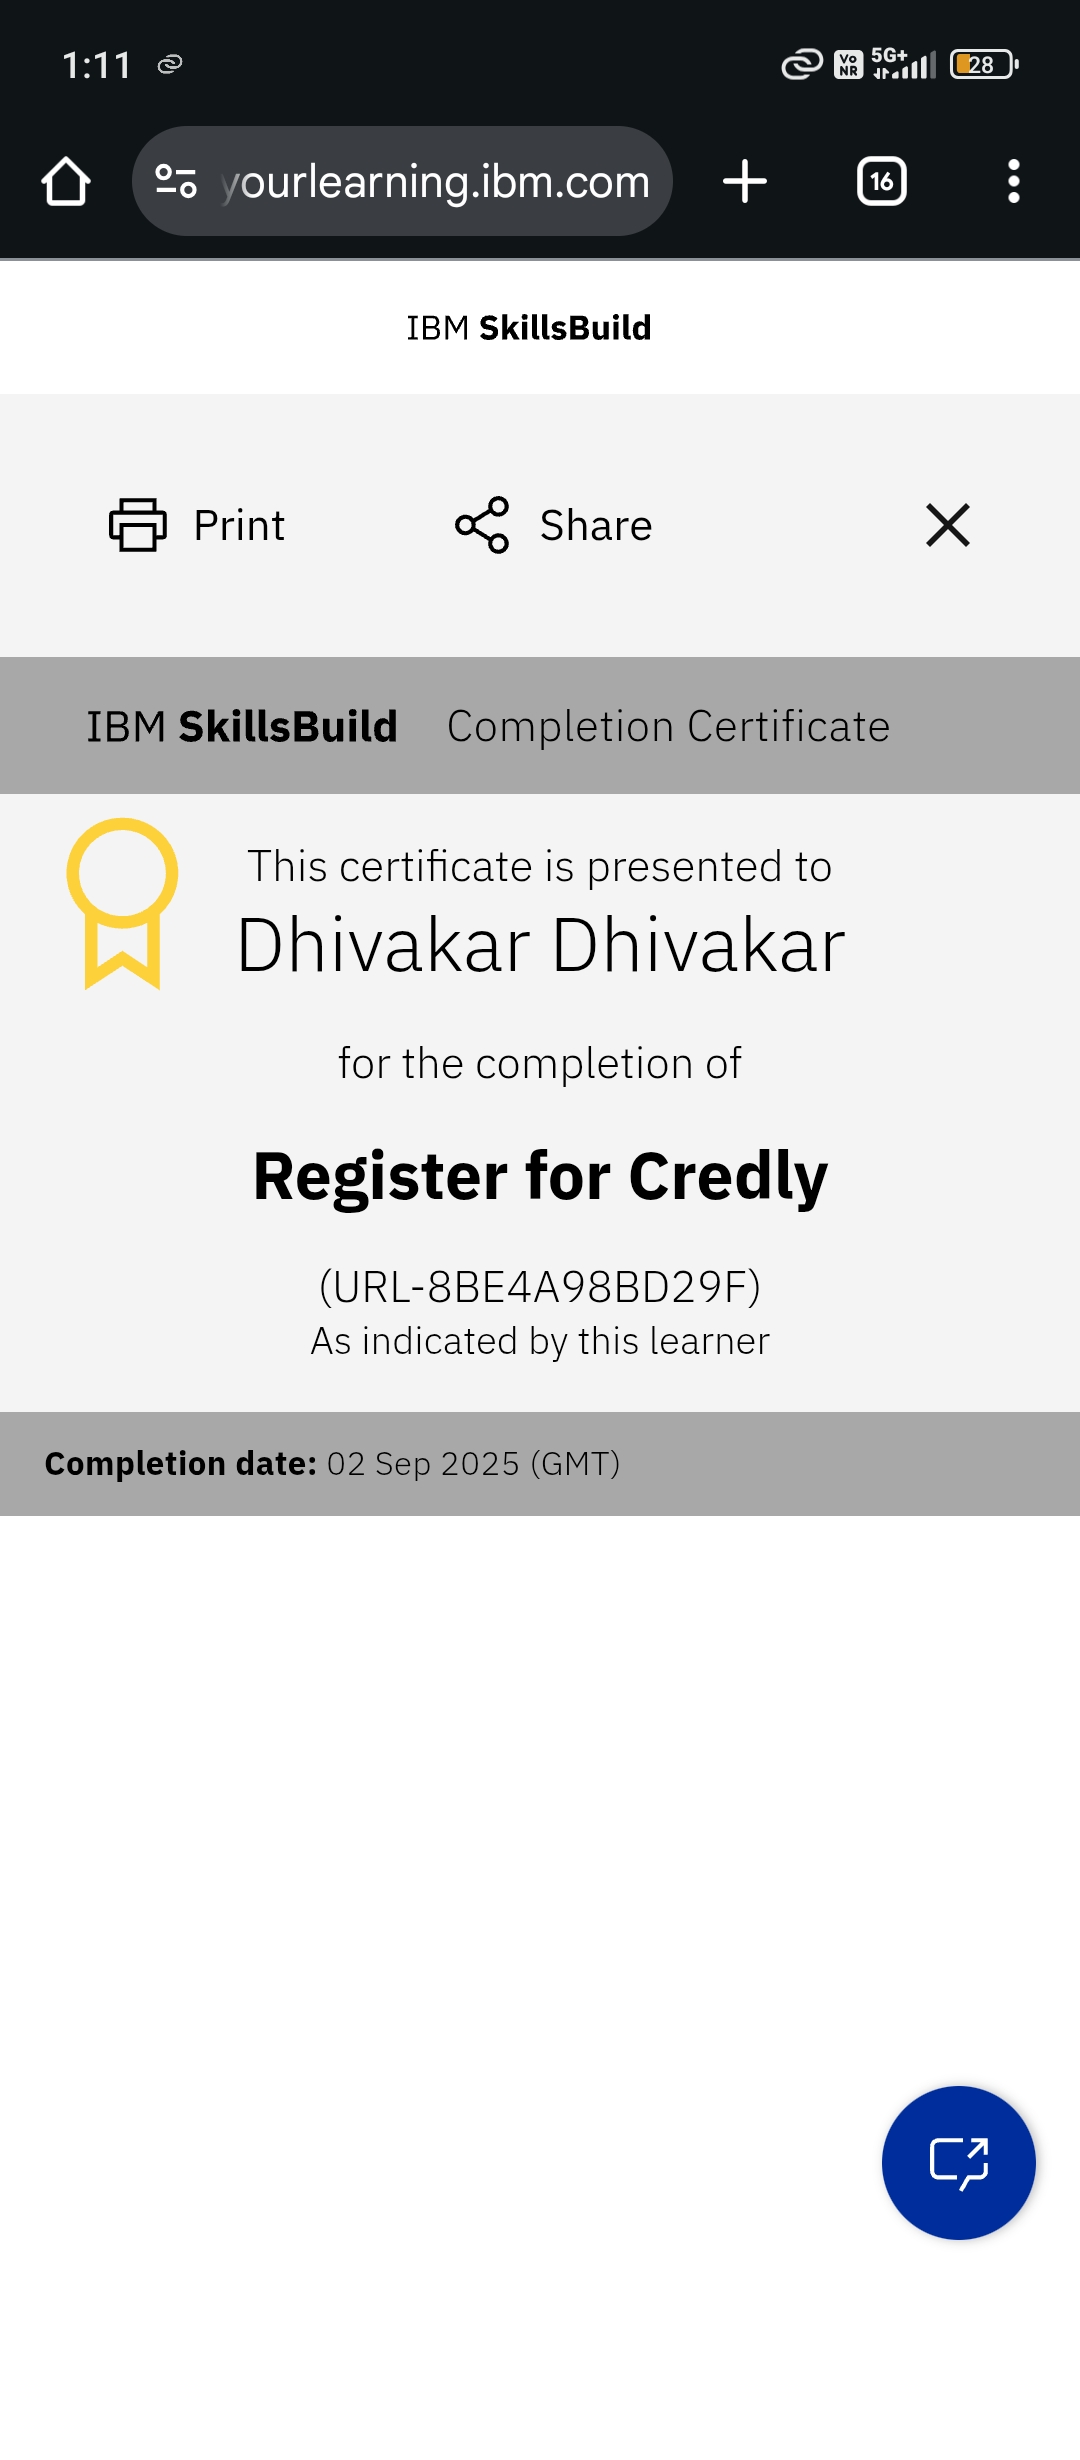 1:11
Vo NR 5G+ 28
yourlearning.ibm.com
16
IBM SkillsBuild
Print
Share
IBM SkillsBuild Completion Certificate
This certificate is presented to
Dhivakar Dhivakar
for the completion of
Register for Credly
(URL-8BE4A98BD29F)
As indicated by this learner
Completion date: 02 Sep 2025 (GMT)